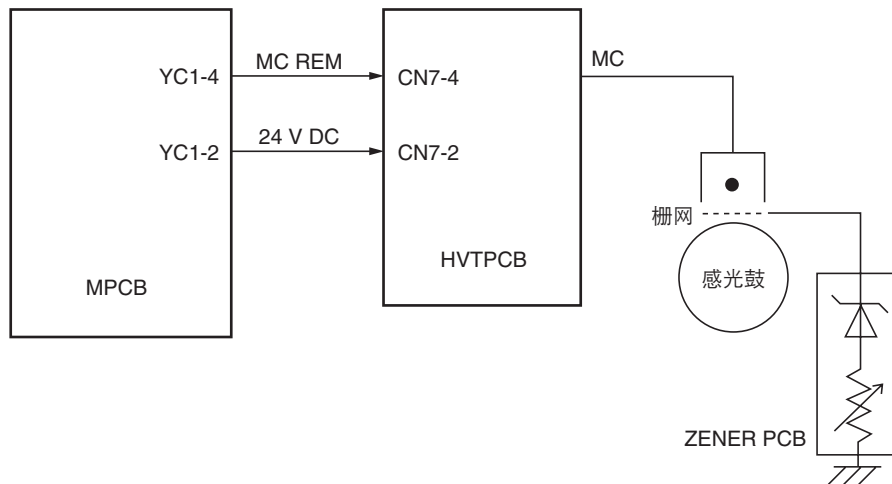 YC1-4
MC REM
CN7-4
MC
YC1-2
24 V DC
CN7-2
栅网
MPCB
HVTPCB
感光鼓
ZENER PCB